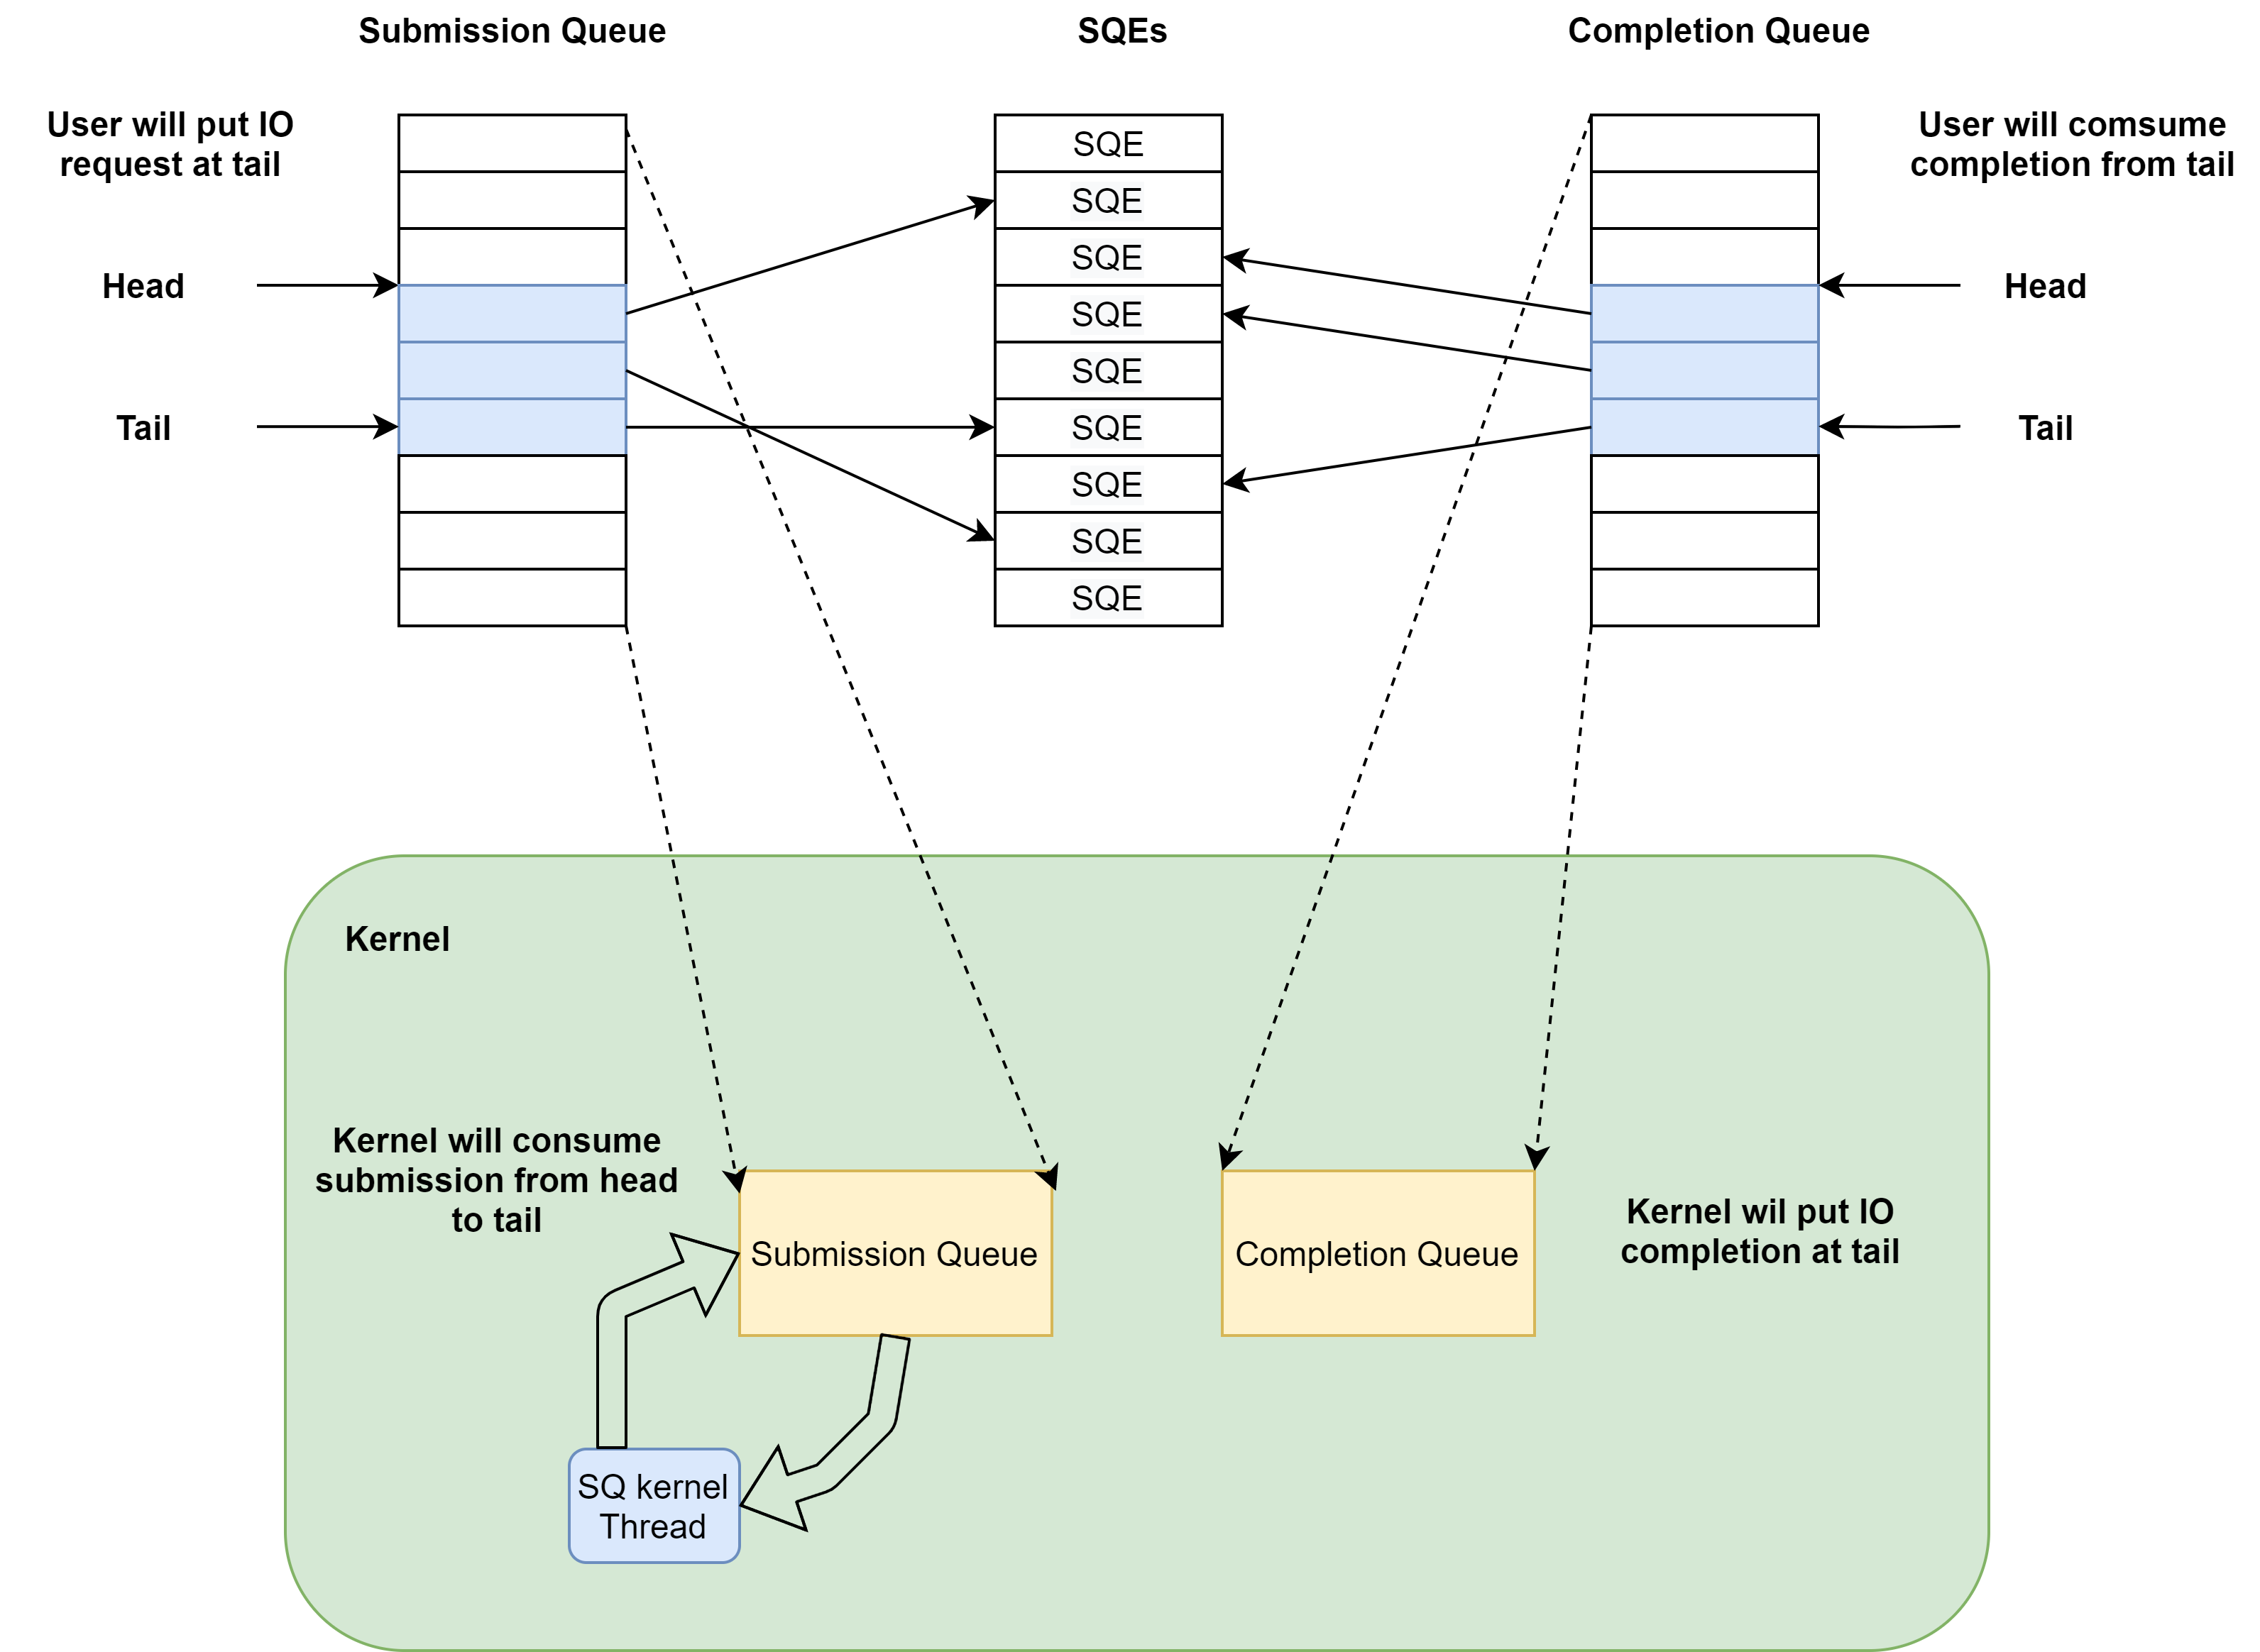 Submission Queue
SQEs
Completion Queue
User will put IO
request at tail
User will comsume
completion from tail
Head
Tail
SQE
SQE
SQE
SQE
SQE
SQE
SQE
SQE
SQE
Head
Tail
Kernel
Kernel will consume
submission from head
to tail
Submission Queue
Completion Queue
Kernel wil put IO
completion at tail
SQ kernel
Thread